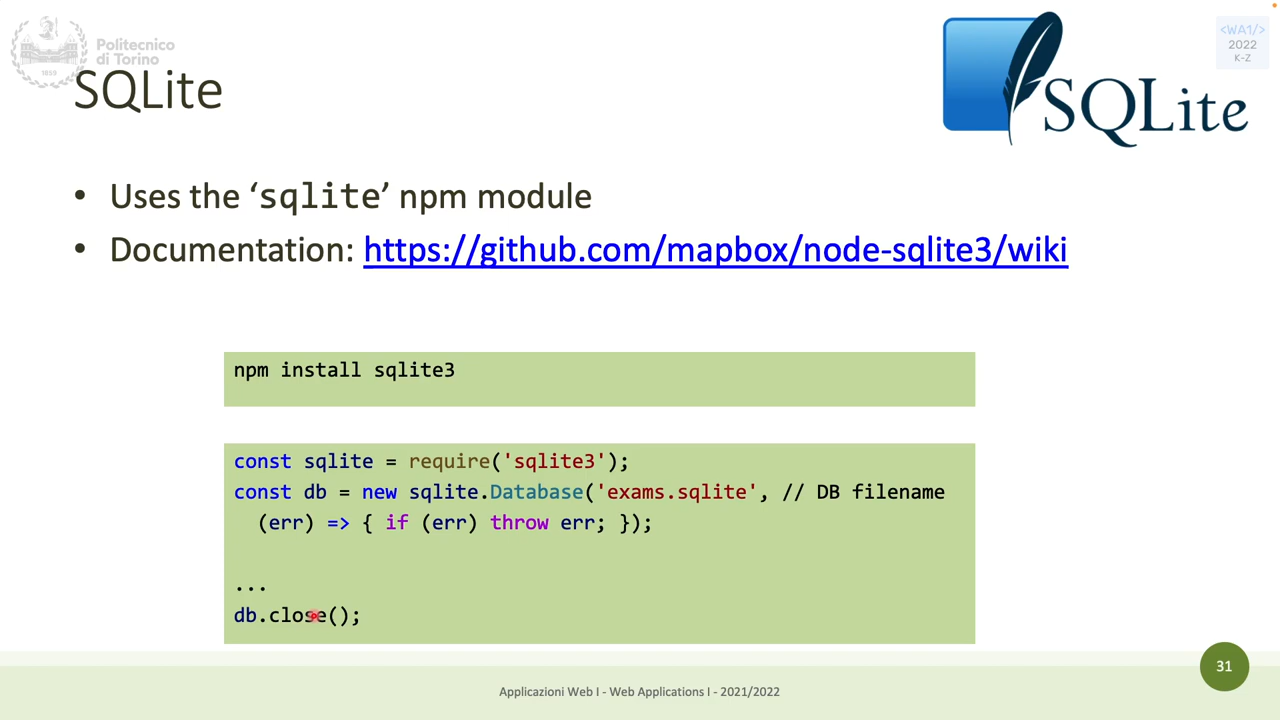 Politecnico
di Torino
1859
SQLite
SQLite
<WA1/>
2022
K-Z
• Uses the ‘sqlite’ npm module
• Documentation: https://github.com/mapbox/node-sqlite3/wiki
npm install sqlite3
const sqlite = require('sqlite3');
const db = new sqlite.Database('exams.sqlite', // DB filename
(err) => { if (err) throw err; });
...
db.close();
31
Applicazioni Web I - Web Applications I - 2021/2022